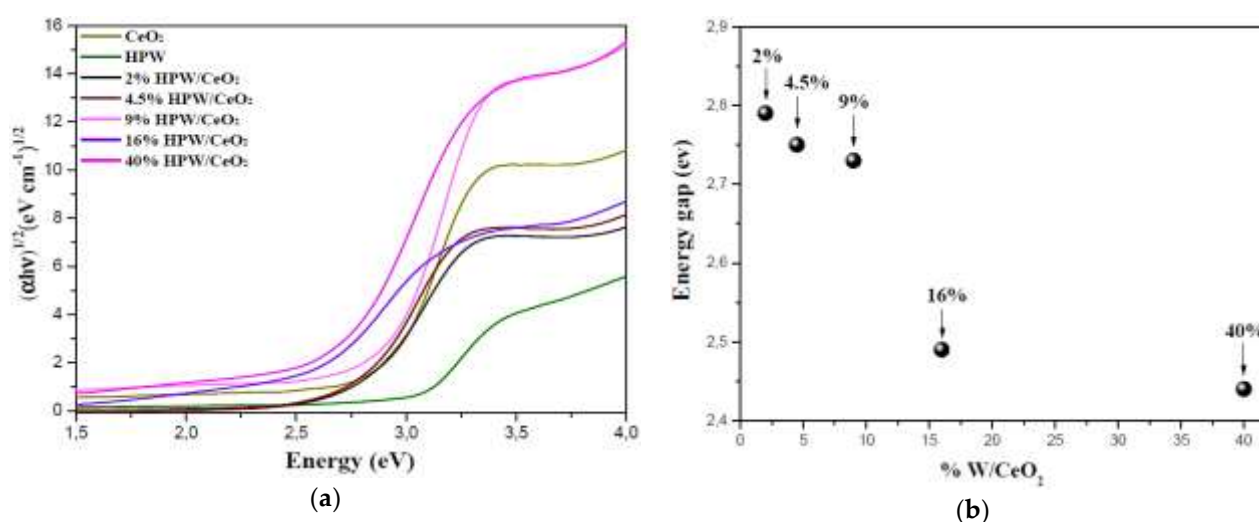 16
14
12
10
8
6
4
2
0
(αhν)^1/2(eV cm⁻¹)^1/2
CeO₂
HPW
2% HPW/CeO₂
4.5% HPW/CeO₂
9% HPW/CeO₂
16% HPW/CeO₂
40% HPW/CeO₂
1,5 2,0 2,5 3,0 3,5 4,0
Energy (eV)
(a)
2,9
2,8
2,7
2,6
2,5
2,4
Energy gap (ev)
2%
4.5%
9%
16%
40%
0 5 10 15 20 25 30 35 40
% W/CeO₂
(b)